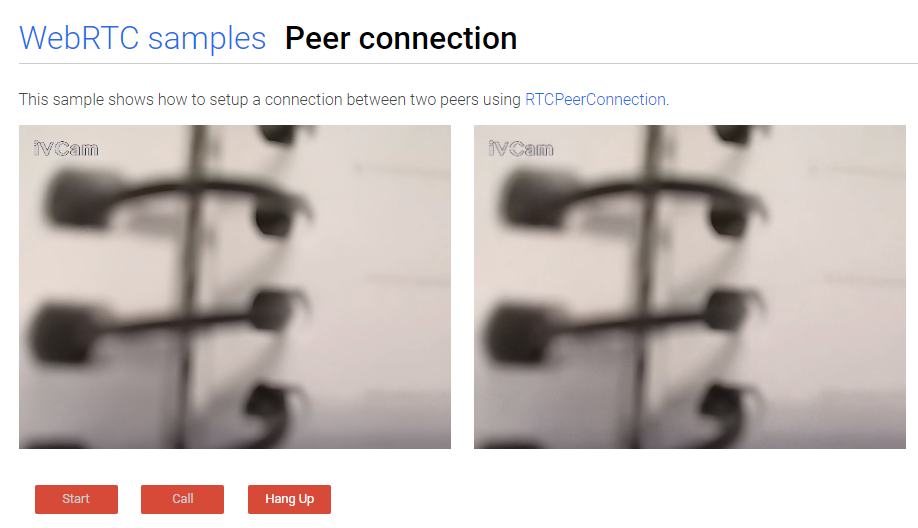 WebRTC samples Peer connection
This sample shows how to setup a connection between two peers using RTCPeerConnection.
iVCam iVCam
Start Call Hang Up